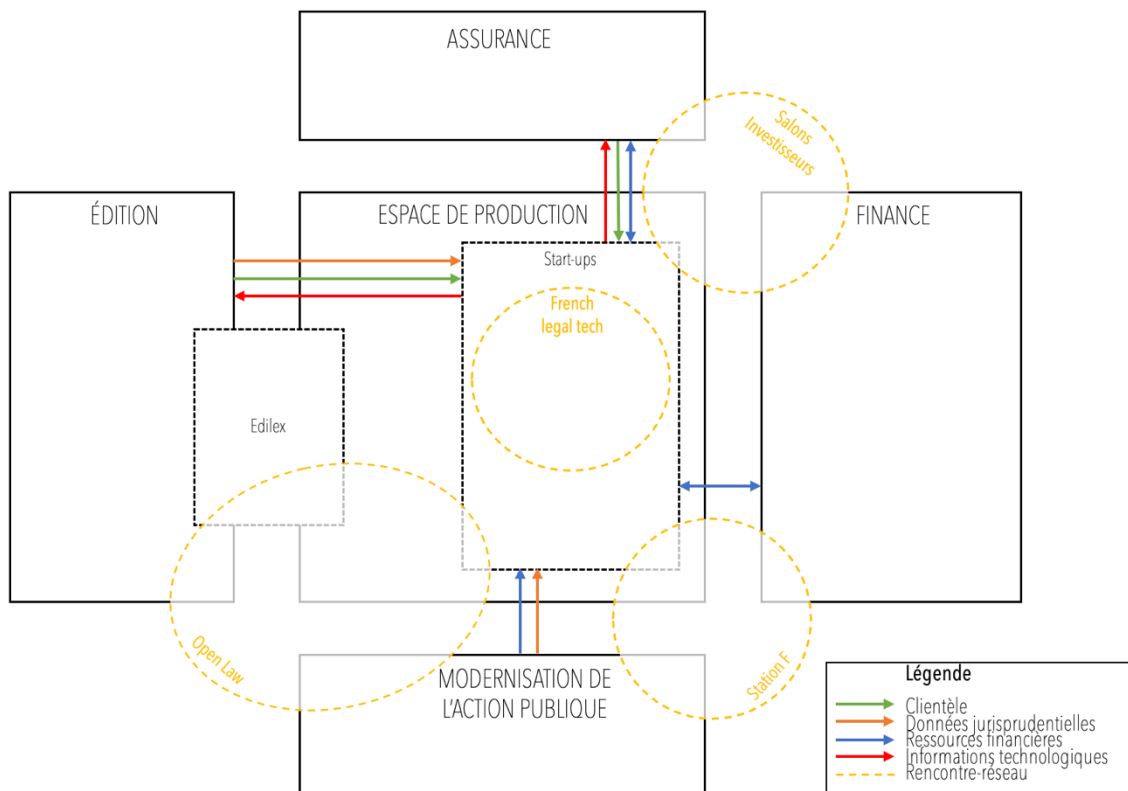 ASSURANCE
Salons
Investisseurs
ÉDITION
ESPACE DE PRODUCTION
FINANCE
Start-ups
French
legal tech
Edilex
Open Law
Station F
MODERNISATION DE
L'ACTION PUBLIQUE
Légende
Clientèle
Données jurisprudentielles
Ressources financières
Informations technologiques
Rencontre-réseau